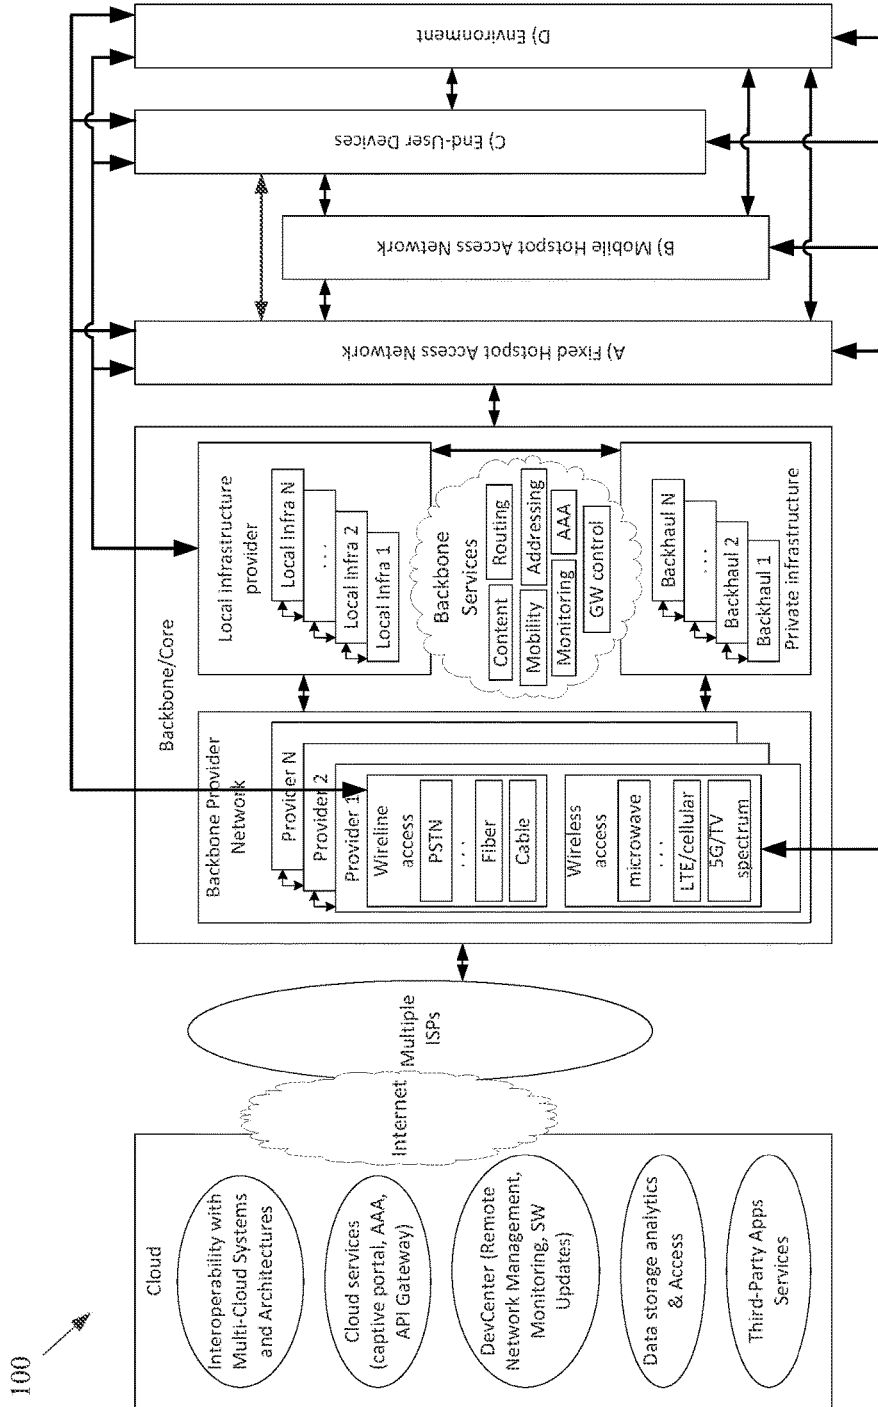 100
Cloud
Interoperability with
Multi-Cloud Systems
and Architectures
Cloud services
(captive portal, AAA,
API Gateway)
DevCenter (Remote
Network Management,
Monitoring, SW
Updates)
Data storage analytics
& Access
Third-Party Apps
Services
Internet
Multiple
ISPs
Backbone/Core
Backbone Provider
Network
Provider N
Provider 2
Provider 1
Wireline
access
PSTN
...
Fiber
Cable
Wireless
access
microwave
...
LTE/cellular
5G/TV
spectrum
Local infrastructure
provider
Local Infra N
...
Local Infra 2
Local Infra 1
Backbone
Services
Content
Routing
Mobility
Addressing
Monitoring
AAA
GW control
Backhaul N
...
Backhaul 2
Backhaul 1
Private infrastructure
A) Fixed Hotspot Access Network
B) Mobile Hotspot Access Network
C) End-User Devices
D) Environment